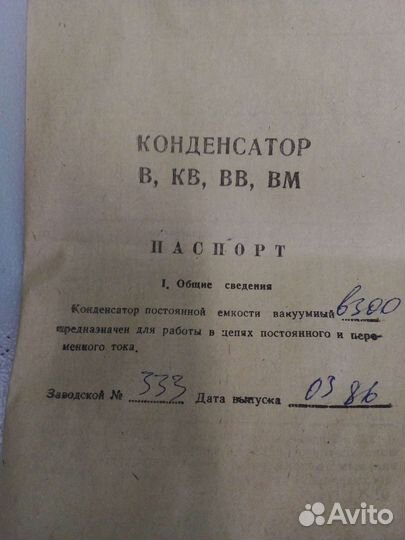 КОНДЕНСАТОР
В, КВ, ВВ, ВМ
ПАСПОРТ
I. Общие сведения
Конденсатор постоянной емкости вакуумный В300
предназначен для работы в цепях постоянного и пере-
менного тока.
Заводской № 333 Дата выпуска 03 86
Avito